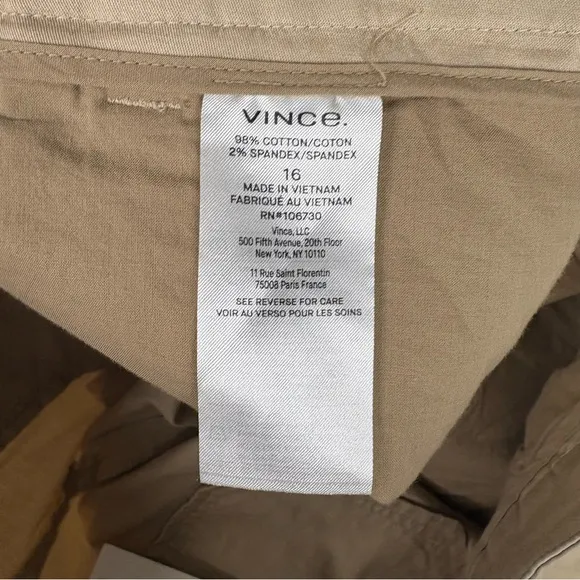 VINCe.
98% COTTON/COTON
2% SPANDEX/SPANDEX
16
MADE IN VIETNAM
FABRIQUÉ AU VIETNAM
RN#106730
Vince, LLC
500 Fifth Avenue, 20th Floor
New York, NY 10110
11 Rue Saint Florentin
75008 Paris France
SEE REVERSE FOR CARE
VOIR AU VERSO POUR LES SOINS